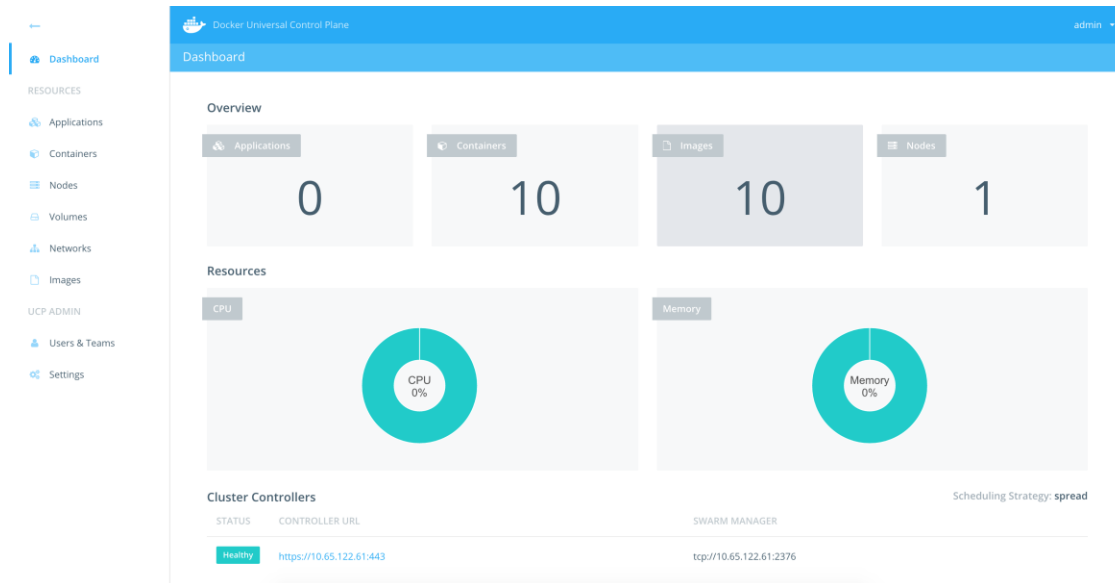 Docker Universal Control Plane
admin
Dashboard
Dashboard
RESOURCES
Applications
Containers
Nodes
Volumes
Networks
Images
UCP ADMIN
Users & Teams
Settings
Overview
Applications
0
Containers
10
Images
10
Nodes
1
Resources
CPU
CPU
0%
Memory
Memory
0%
Cluster Controllers
Scheduling Strategy: spread
STATUS CONTROLLER URL SWARM MANAGER
Healthy https://10.65.122.61:443 tcp://10.65.122.61:2376